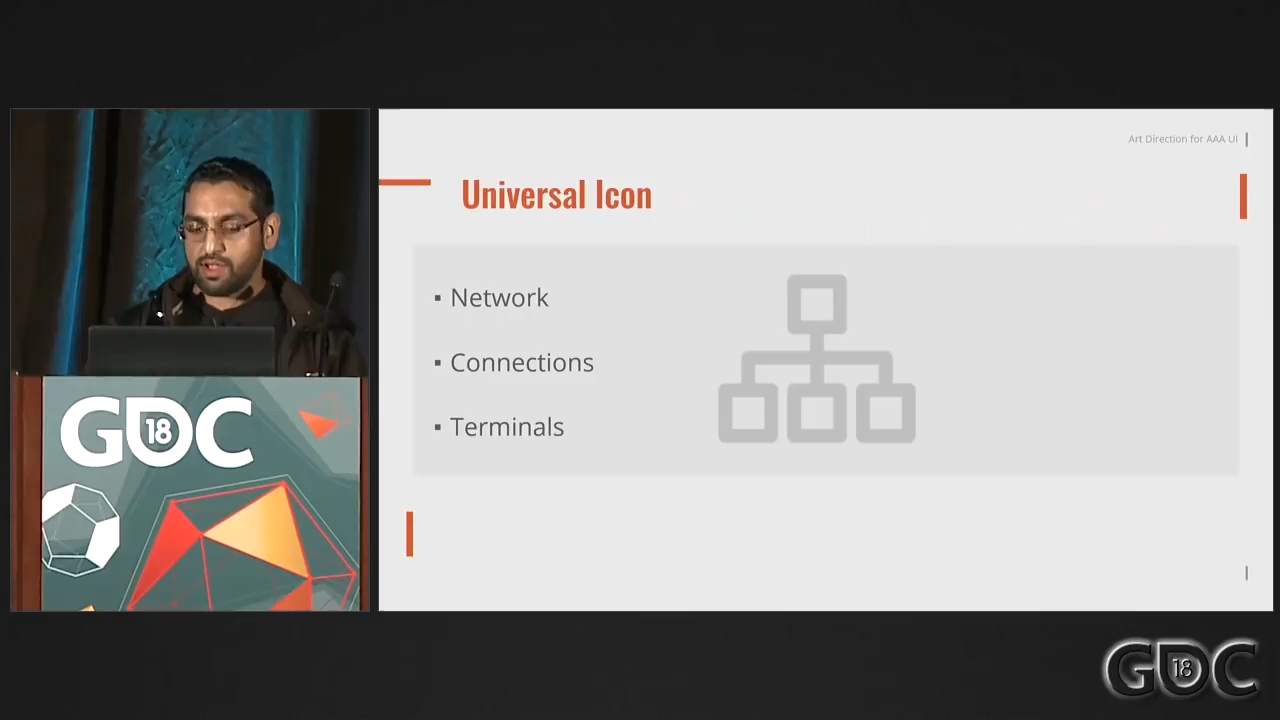 Art Direction for AAA UI
Universal Icon
▪ Network
▪ Connections
▪ Terminals
GDC
18
GDC
18